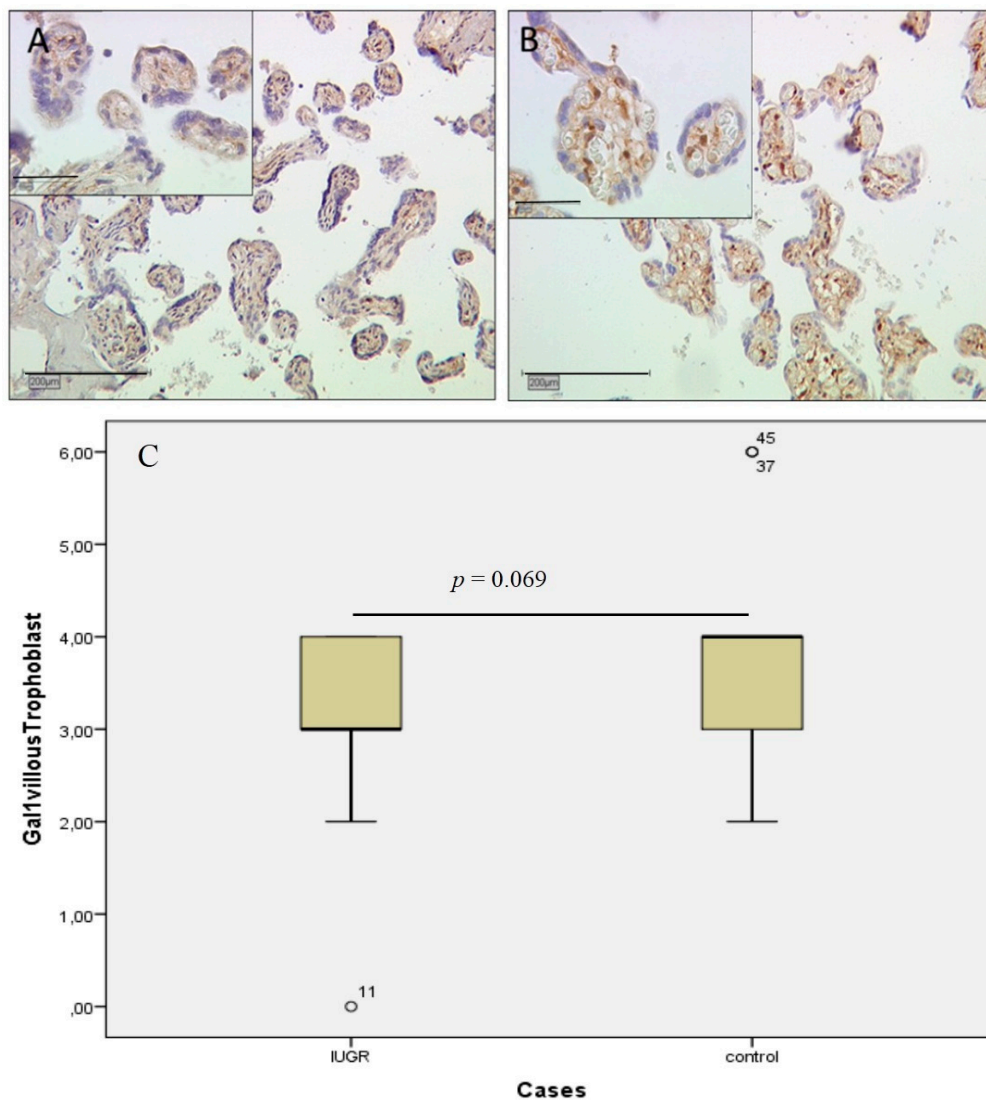 A
B
200µm
200µm
C
6,00
45
37
5,00
p = 0.069
4,00
3,00
2,00
1,00
,00
11
Gal1villousTrophoblast
IUGR
control
Cases